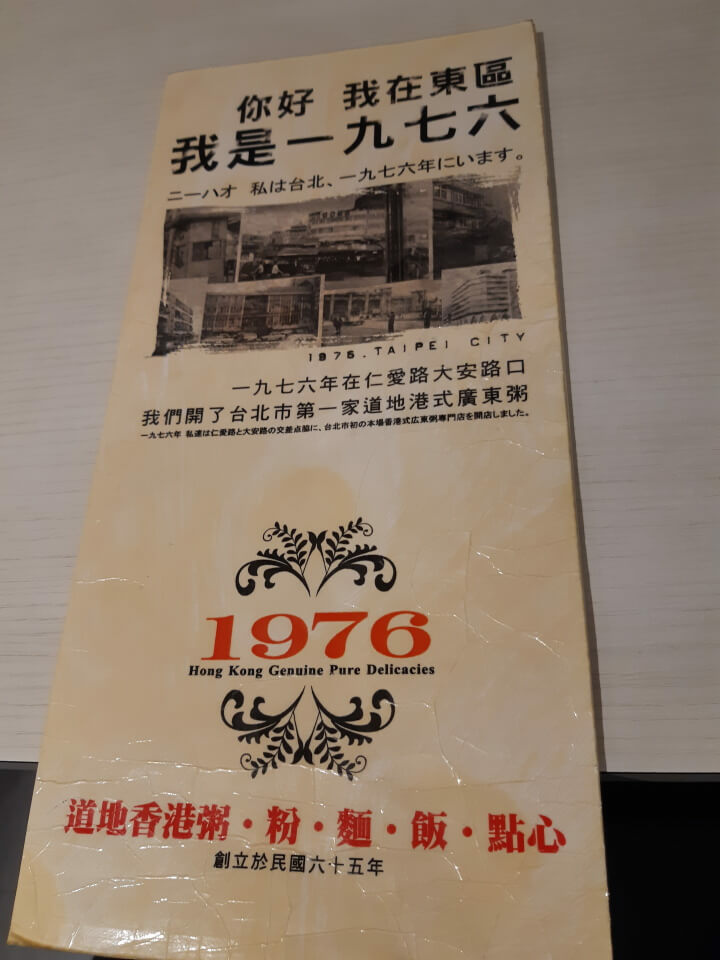 你好 我在東區
我是一九七六
ニーハオ 私は台北、一九七六年にいます。
1976. TAIPEI CITY
一九七六年在仁愛路大安路口
我們開了台北市第一家道地港式廣東粥
一九七六年 私達は仁愛路と大安路の交差点脇に、台北市初の本場香港式広東粥専門店を開店しました。
1976
Hong Kong Genuine Pure Delicacies
道地香港粥・粉・麵・飯・點心
創立於民國六十五年